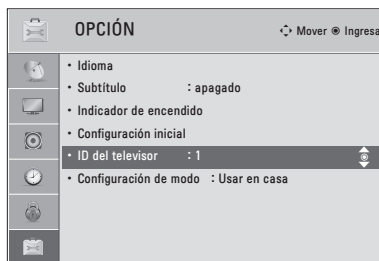 OPCIÓN
Mover Ingresa
• Idioma
• Subtítulo : apagado
• Indicador de encendido
• Configuración inicial
• ID del televisor : 1
• Configuración de modo : Usar en casa